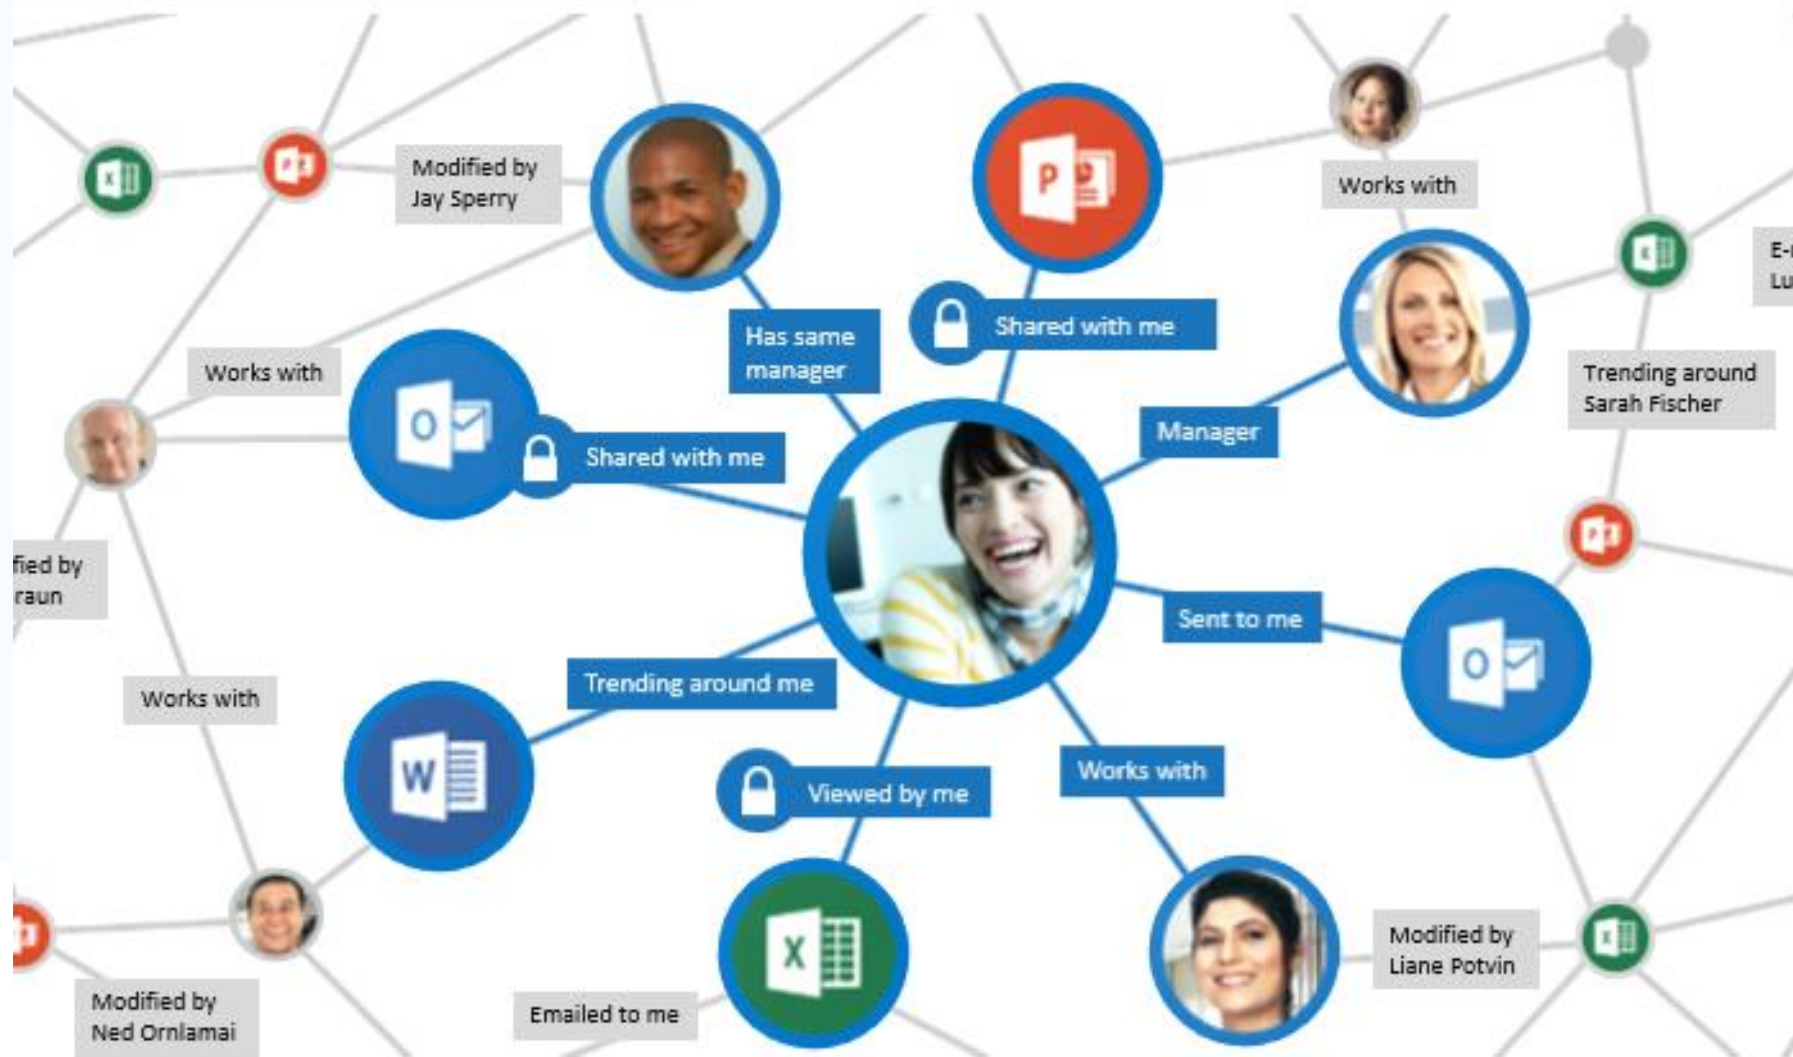 Modified by
Jay Sperry
Works with
E-
Lu
Has same
manager
Shared with me
Trending around
Sarah Fischer
Works with
Manager
Shared with me
fied by
raun
Sent to me
Trending around me
Works with
Works with
Viewed by me
Modified by
Liane Potvin
Modified by
Ned Ornlamai
Emailed to me
P
O
O
W
X
X
P
X
P
X